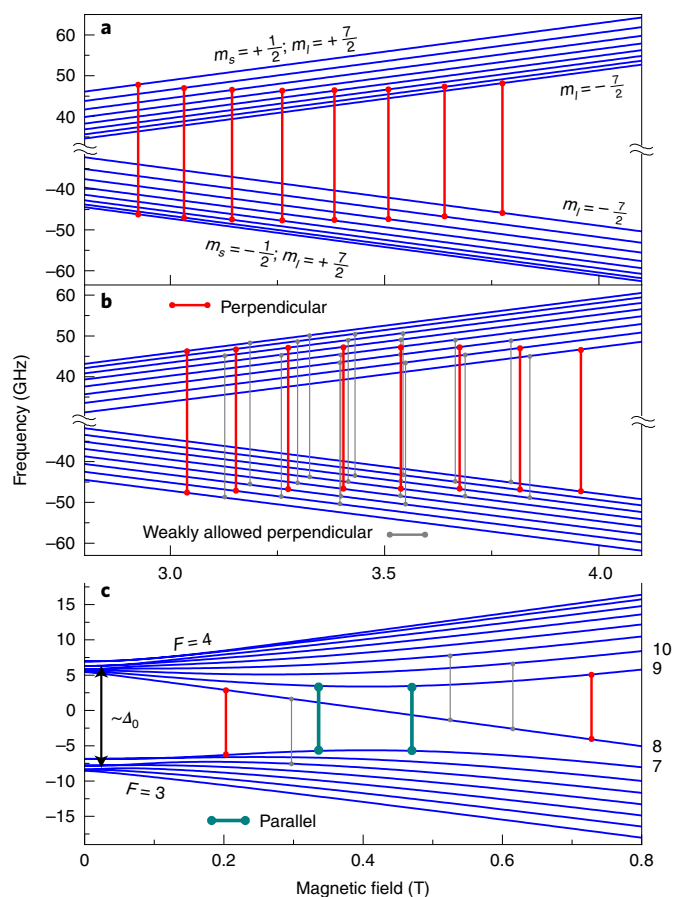 a
60
50
40
-40
-50
-60
m_s = + 1/2; m_I = + 7/2
m_I = − 7/2
m_I = − 7/2
m_s = − 1/2; m_I = + 7/2
b
60
50
40
-40
-50
-60
Perpendicular
Weakly allowed perpendicular
Frequency (GHz)
3.0
3.5
4.0
c
15
10
5
0
-5
-10
-15
F = 4
~Δ₀
F = 3
Parallel
10
9
8
7
0
0.2
0.4
0.6
0.8
Magnetic field (T)